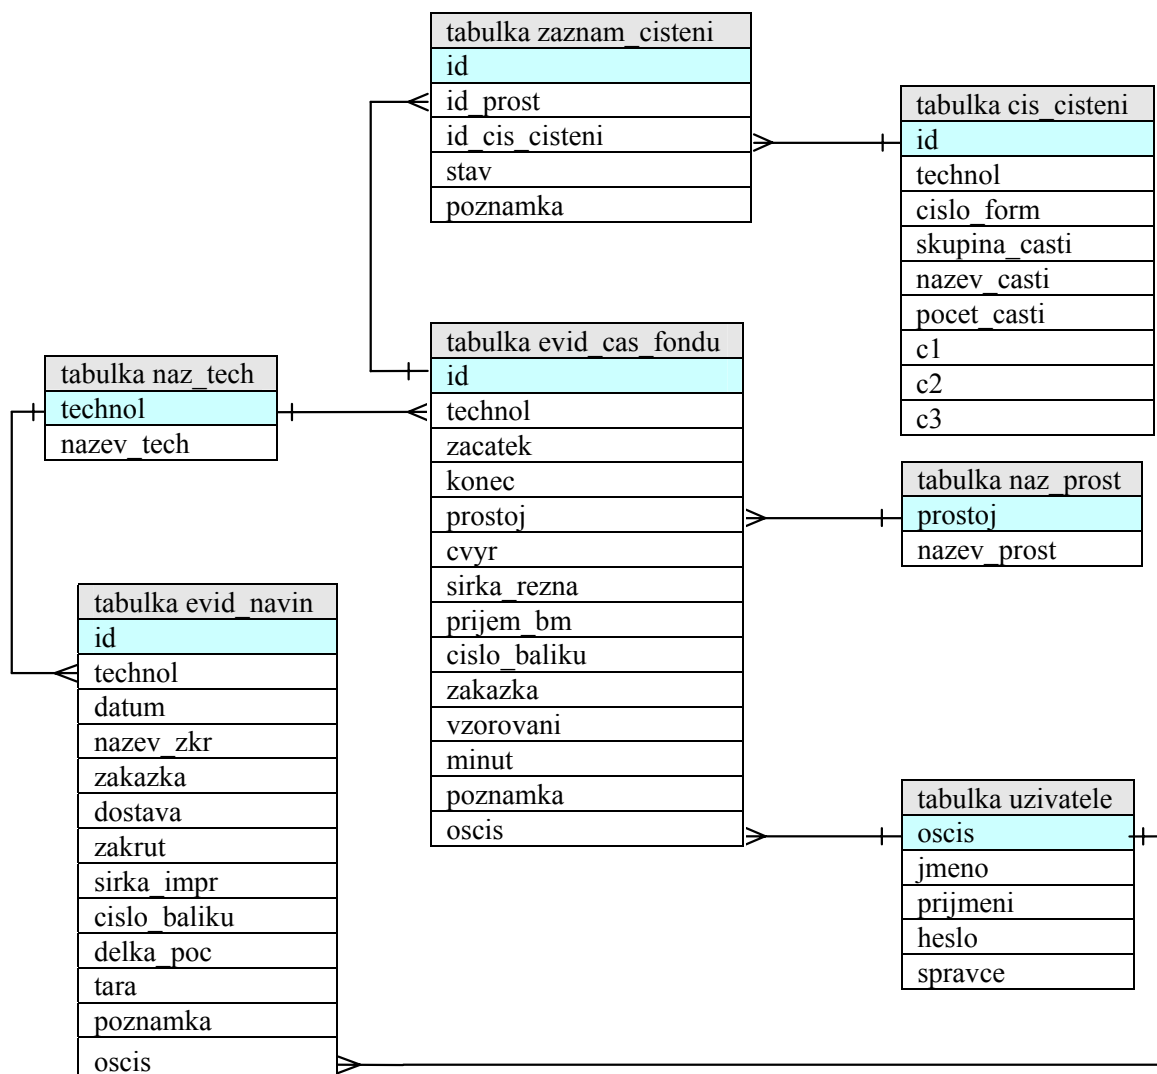 tabulka zaznam_cisteni
id
id_prost
id_cis_cisteni
stav
poznamka
tabulka cis_cisteni
id
technol
cislo_form
skupina_casti
nazev_casti
pocet_casti
c1
c2
c3
tabulka naz_tech
technol
nazev_tech
tabulka evid_cas_fondu
id
technol
zacatek
konec
prostoj
cvyr
sirka_rezna
prijem_bm
cislo_baliku
zakazka
vzorovani
minut
poznamka
oscis
tabulka naz_prost
prostoj
nazev_prost
tabulka evid_navin
id
technol
datum
nazev_zkr
zakazka
dostava
zakrut
sirka_impr
cislo_baliku
delka_poc
tara
poznamka
oscis
tabulka uzivatele
oscis
jmeno
prijmeni
heslo
spravce